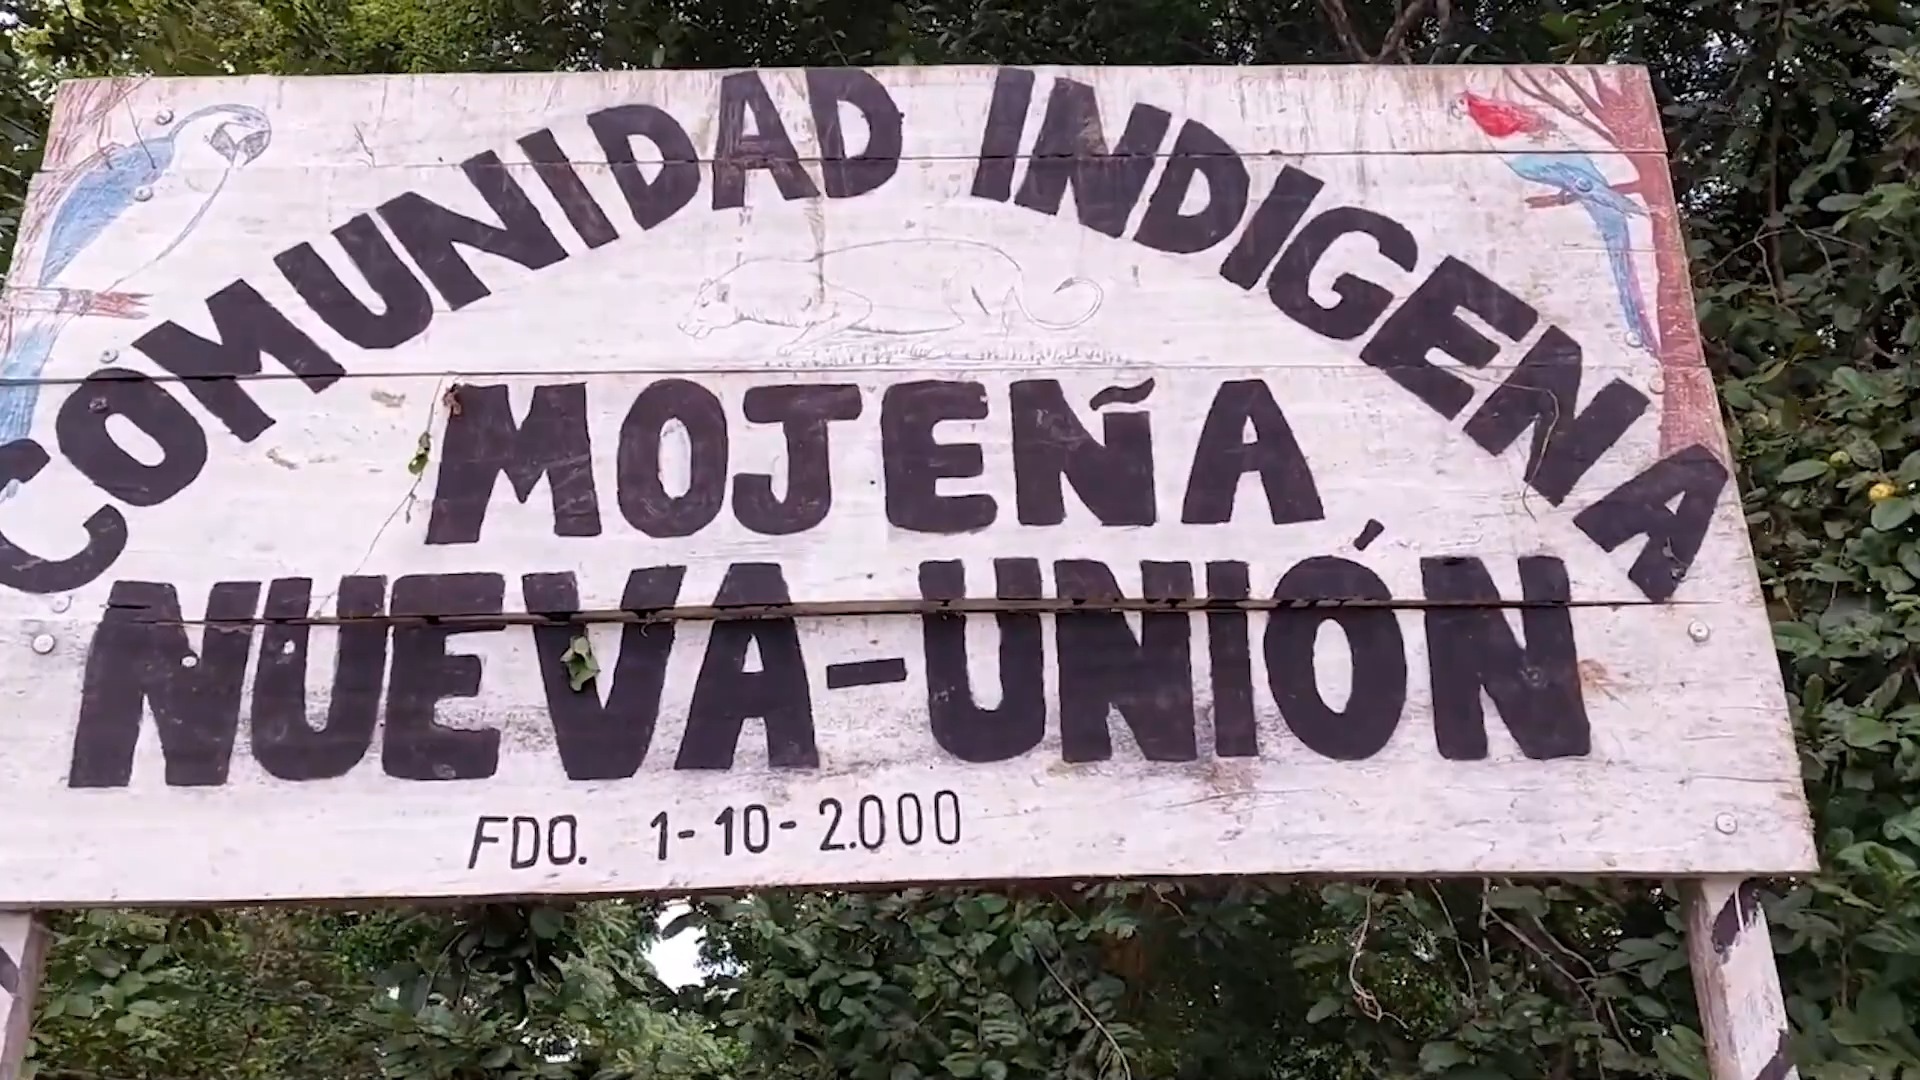 COMUNIDAD INDIGENA
MOJEÑA
NUEVA-UNIÓN
FDO. 1-10-2.000